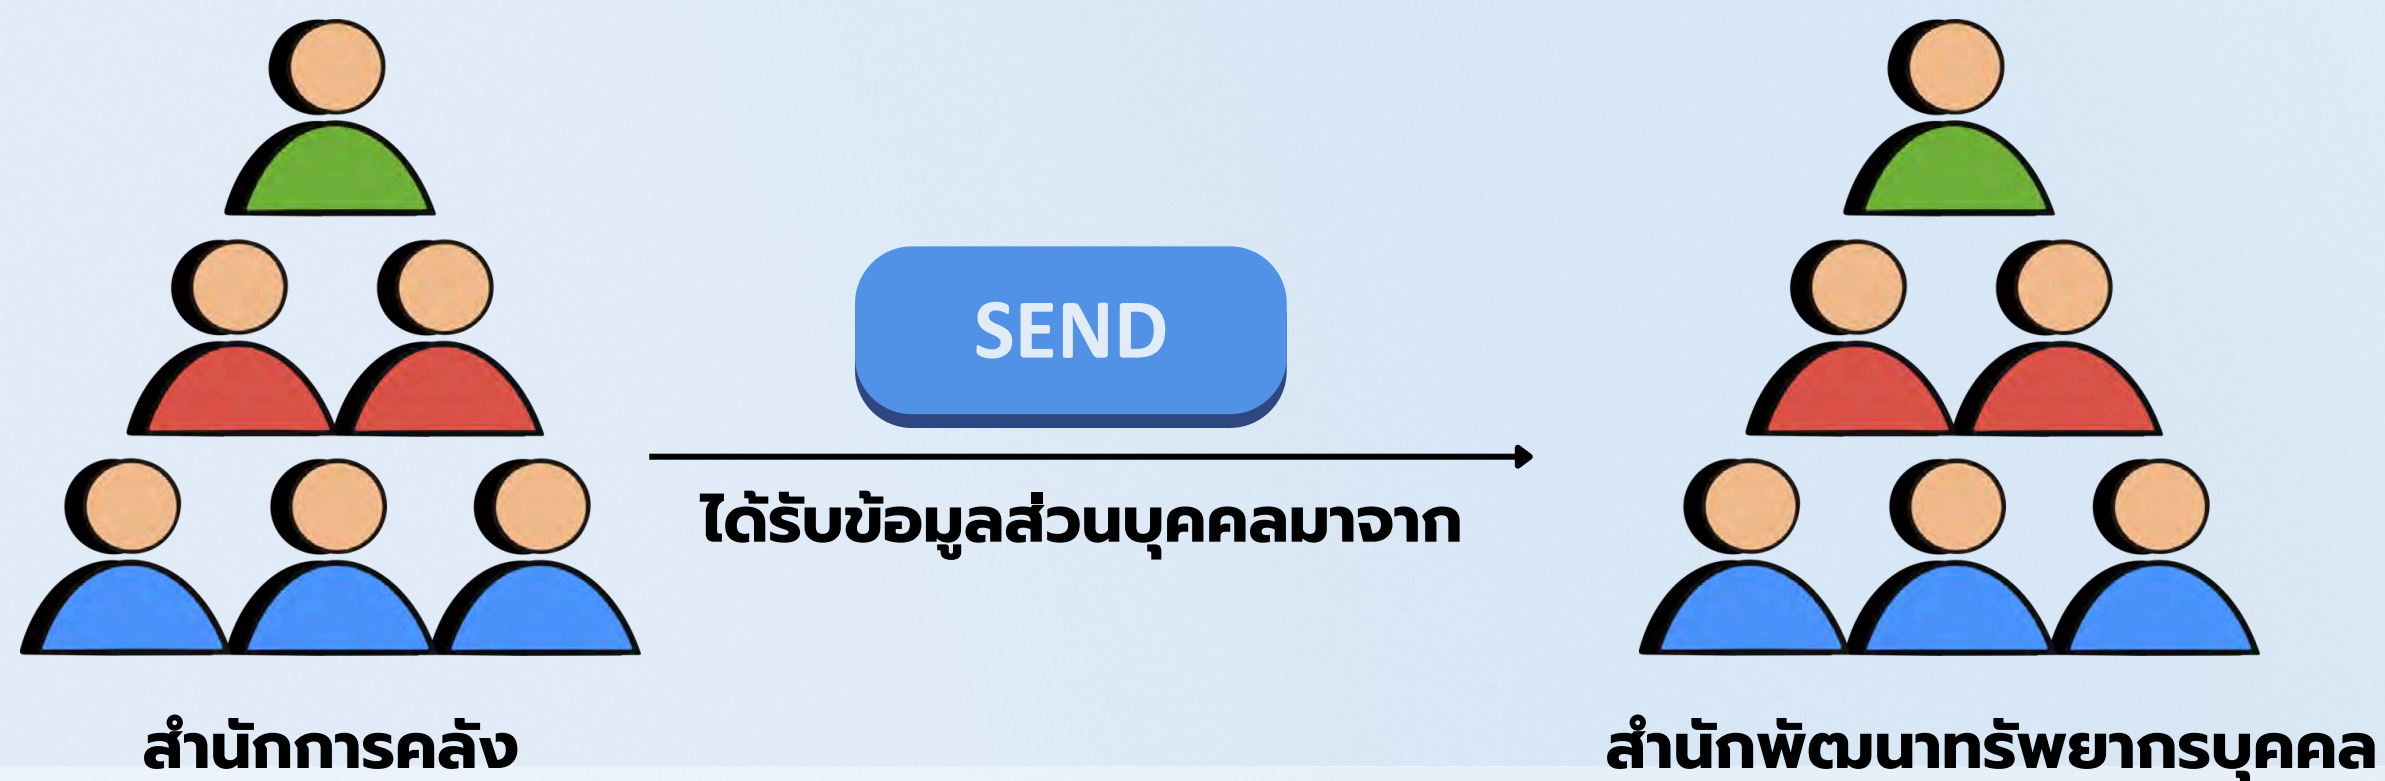 SEND
ได้รับข้อมูลส่วนบุคคลมาจาก
สำนักการคลัง
สำนักพัฒนาทรัพยากรบุคคล